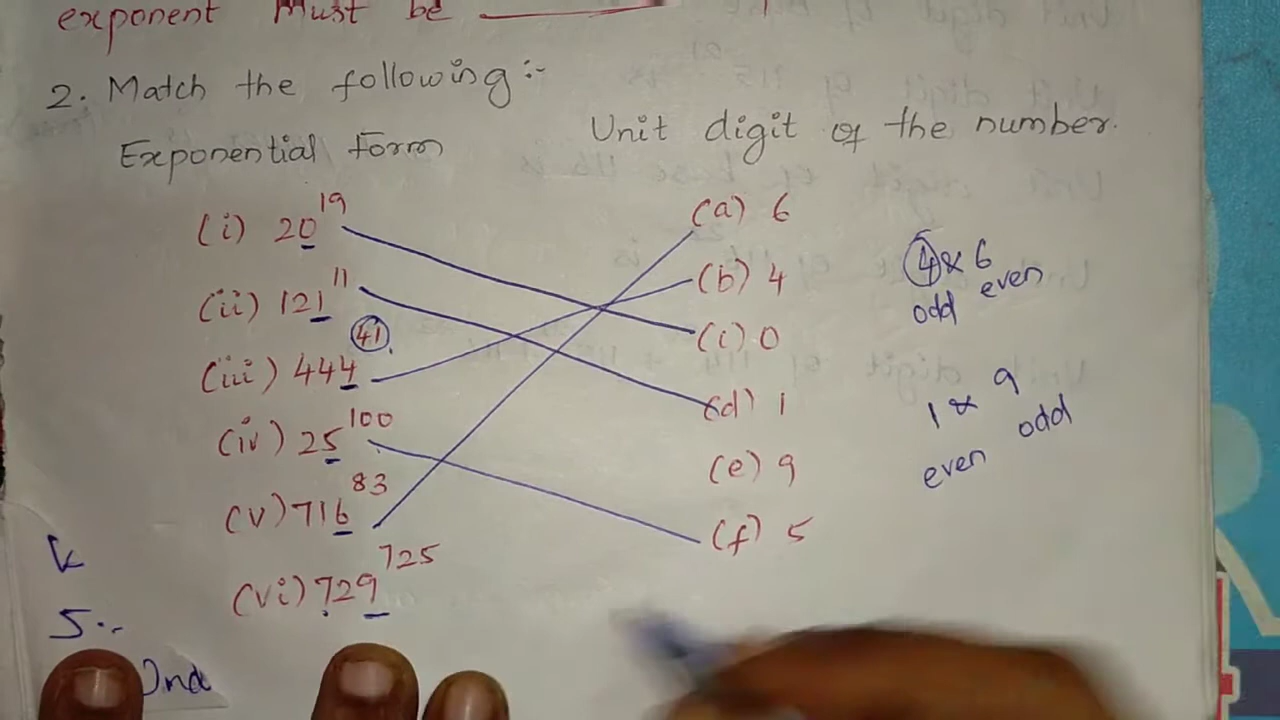 exponent Must be
2. Match the following :-
Exponential form Unit digit of the number.
(i) 20^19 (a) 6
(ii) 121^11 (b) 4
(iii) 444^41 (c) 0
(iv) 25^100 (d) 1
(v) 716^83 (e) 9
(vi) 729^725 (f) 5
4 & 6
odd even
1 & 9
even odd
5.